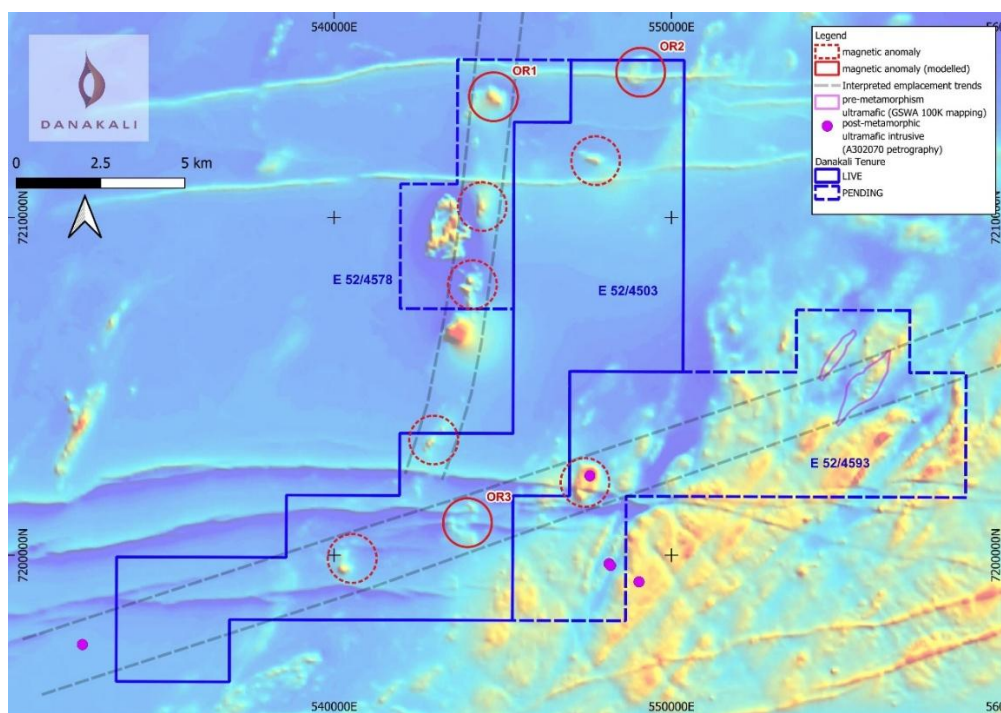 540000E
550000E
56
DANAKALI
0 2.5 5 km
7210000N
7200000N
OR1
OR2
E 52/4578
E 52/4503
E 52/4593
OR3
Legend
magnetic anomaly
magnetic anomaly (modelled)
Interpreted emplacement trends
pre-metamorphism
ultramafic (GSWA 100K mapping)
post-metamorphic
ultramafic intrusive
(A302070 petrography)
Danakali Tenure
LIVE
PENDING
7210000N
7200000N
540000E
550000E
560